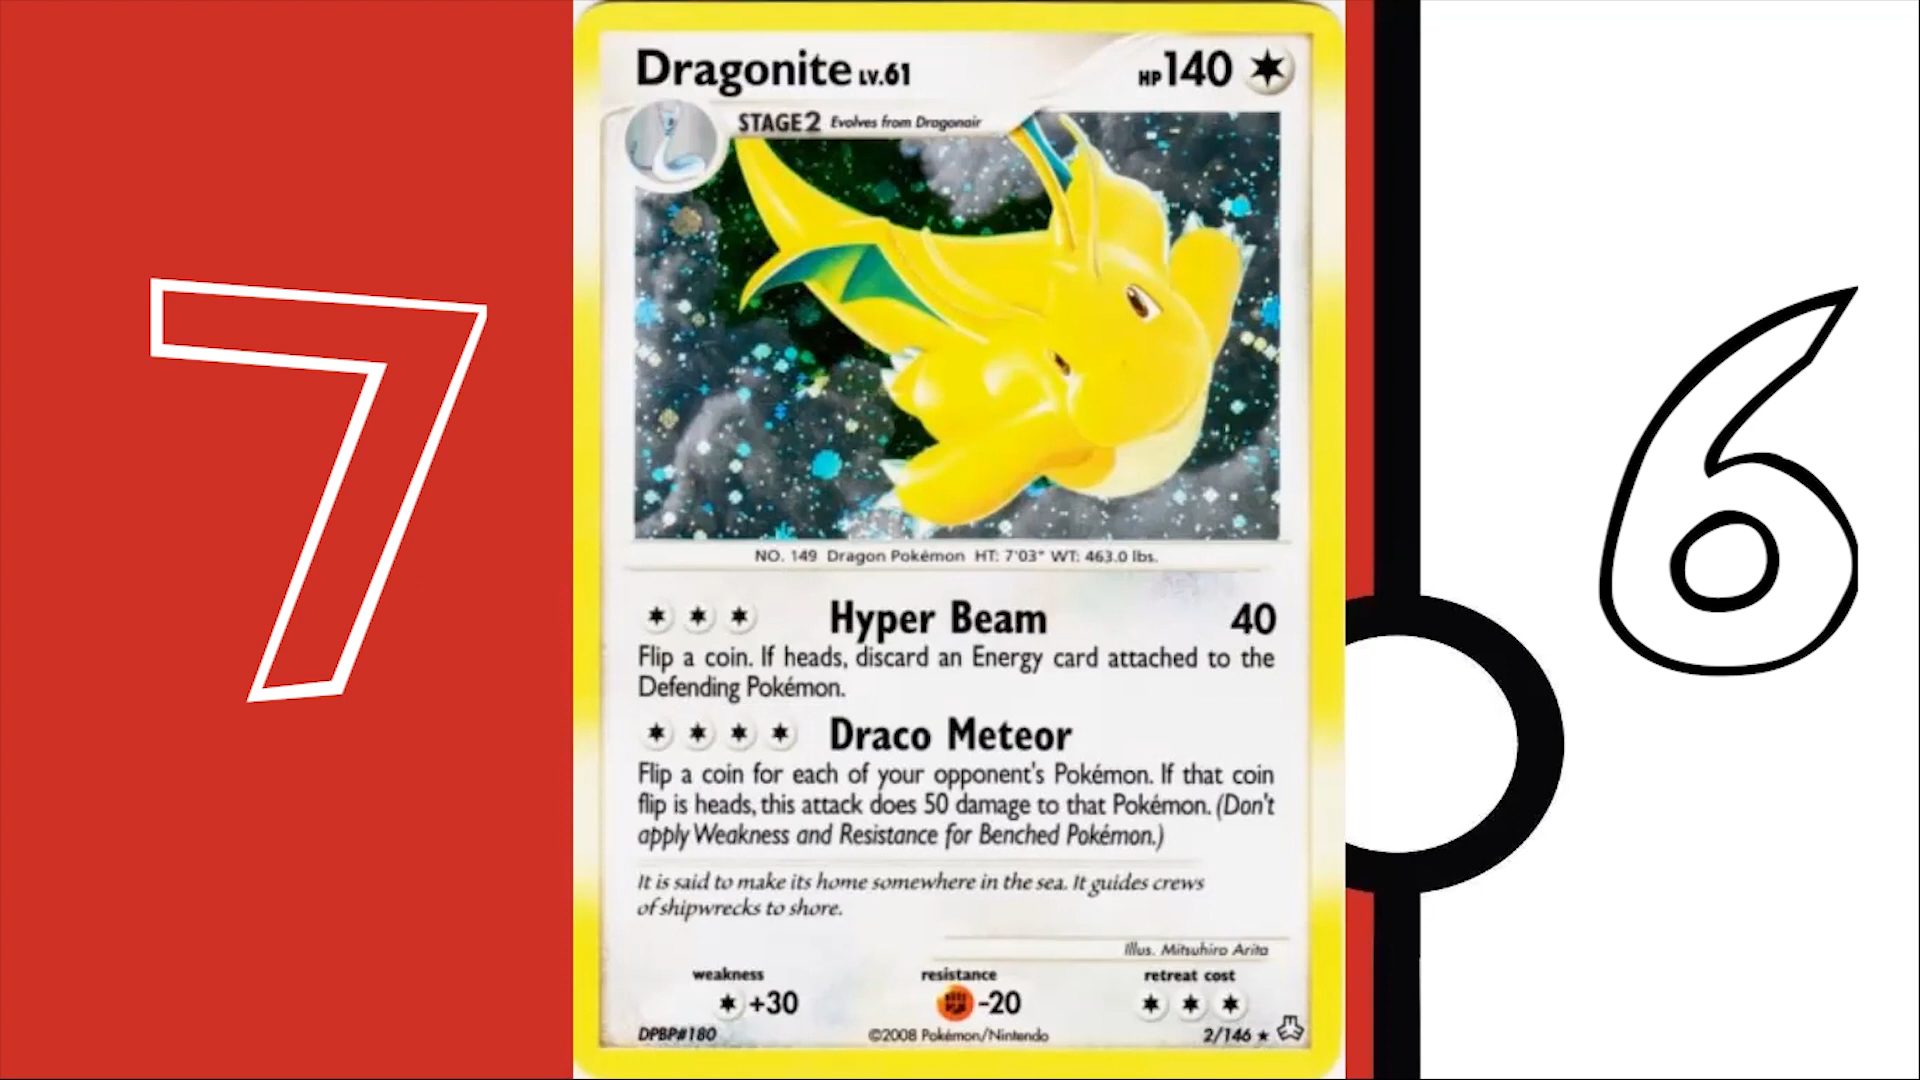 7
6
Dragonite LV.61
HP 140
STAGE2 Evolves from Dragonair
NO. 149 Dragon Pokémon HT: 7'03" WT: 463.0 lbs.
Hyper Beam 40
Flip a coin. If heads, discard an Energy card attached to the
Defending Pokémon.
Draco Meteor
Flip a coin for each of your opponent's Pokémon. If that coin
flip is heads, this attack does 50 damage to that Pokémon. (Don't
apply Weakness and Resistance for Benched Pokémon.)
It is said to make its home somewhere in the sea. It guides crews
of shipwrecks to shore.
Illus. Mitsuhiro Arita
weakness resistance retreat cost
+30 -20
DPBP#180 ©2008 Pokémon/Nintendo 2/146